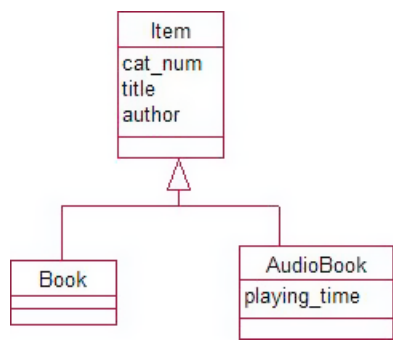 Item
cat_num
title
author
Book
AudioBook
playing_time